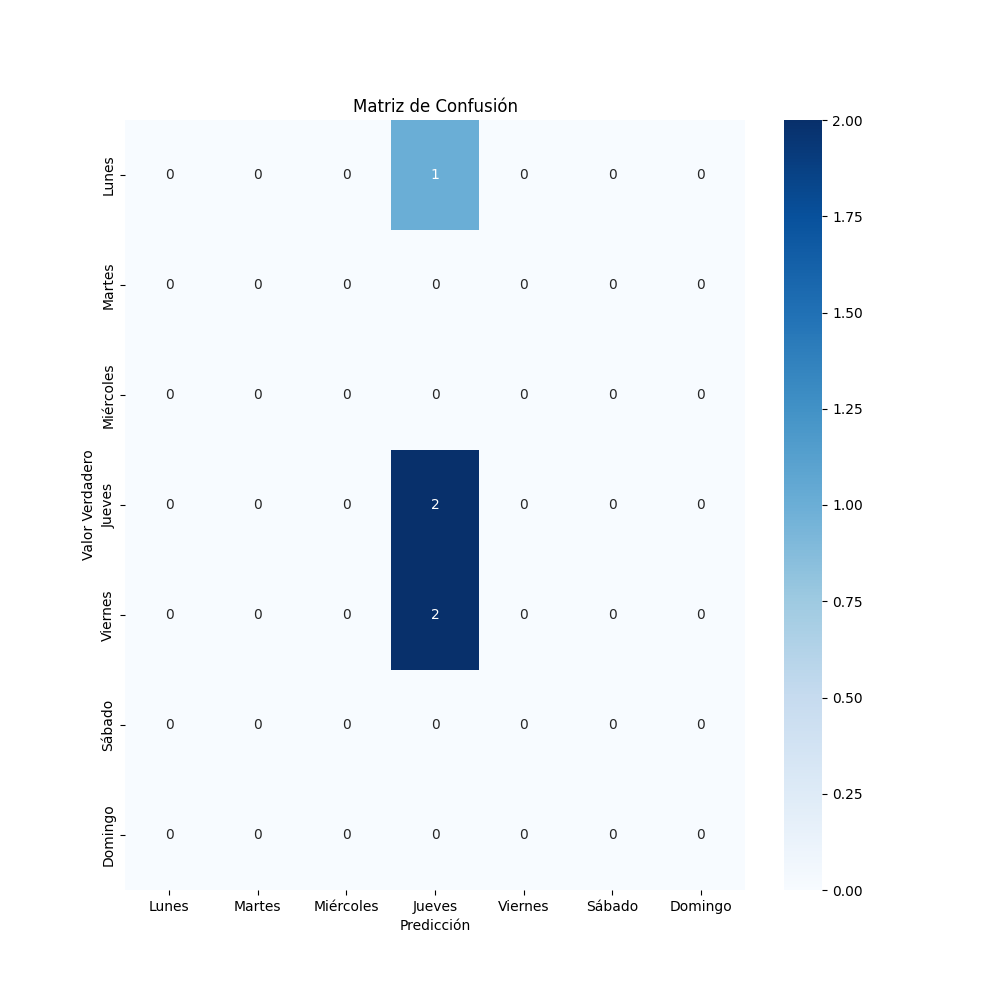 Matriz de Confusión
Valor Verdadero
Lunes 0 0 0 1 0 0 0
Martes 0 0 0 0 0 0 0
Miércoles 0 0 0 0 0 0 0
Jueves 0 0 0 2 0 0 0
Viernes 0 0 0 2 0 0 0
Sábado 0 0 0 0 0 0 0
Domingo 0 0 0 0 0 0 0
Lunes Martes Miércoles Jueves Viernes Sábado Domingo
Predicción
2.00
1.75
1.50
1.25
1.00
0.75
0.50
0.25
0.00